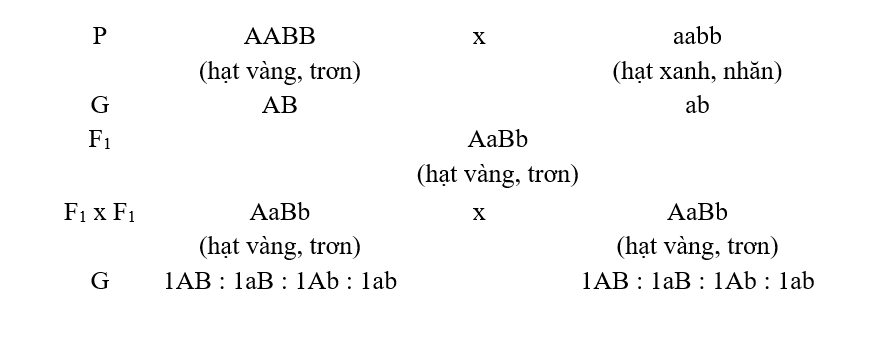 P AABB x aabb
(hạt vàng, trơn) (hạt xanh, nhăn)
G AB ab
F₁ AaBb
(hạt vàng, trơn)
F₁ x F₁ AaBb x AaBb
(hạt vàng, trơn) (hạt vàng, trơn)
G 1AB : 1aB : 1Ab : 1ab 1AB : 1aB : 1Ab : 1ab